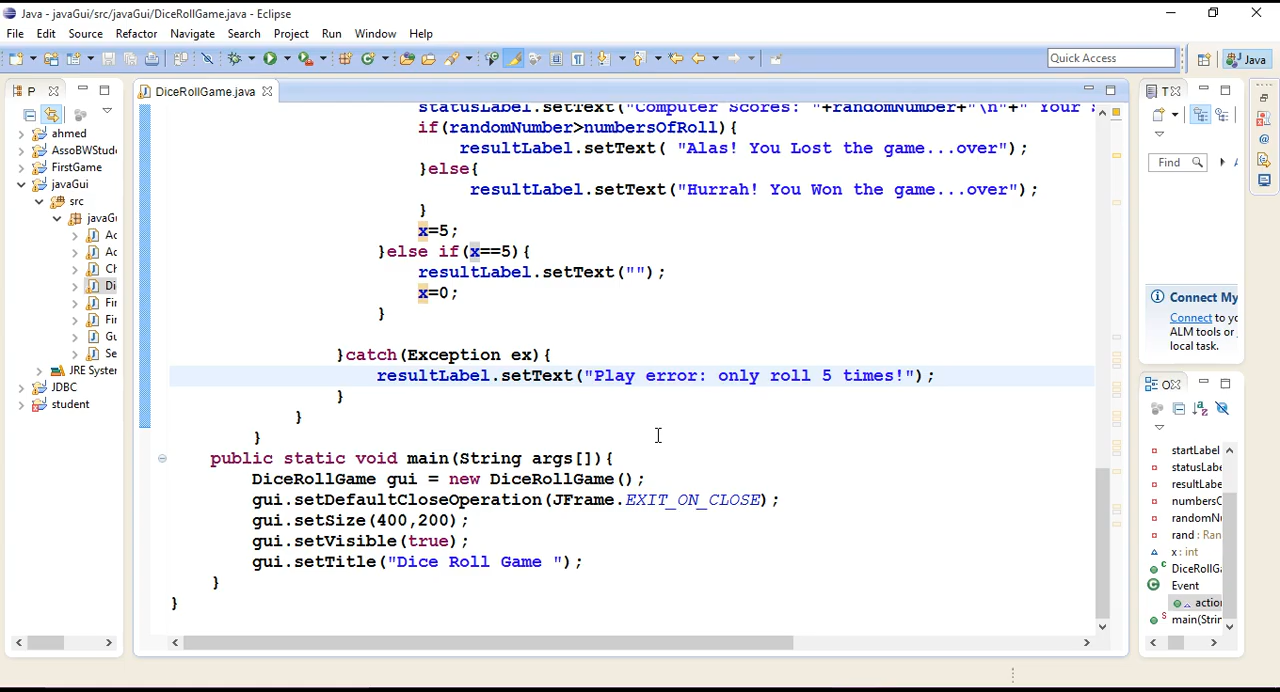 Java - javaGui/src/javaGui/DiceRollGame.java - Eclipse
File Edit Source Refactor Navigate Search Project Run Window Help
Quick Access
Java
P
DiceRollGame.java
T
ahmed
AssoBWStude
FirstGame
javaGui
src
javaGu
Ac
Ac
Ch
Di
Fir
Fir
Gu
Se
JRE System
JDBC
student
statusLabel.setText("Computer Scores: "+randomNumber+"\n"+" Your
if(randomNumber>numbersOfRoll){
resultLabel.setText( "Alas! You Lost the game...over");
}else{
resultLabel.setText("Hurrah! You Won the game...over");
}
x=5;
}else if(x==5){
resultLabel.setText("");
x=0;
}
}catch(Exception ex){
resultLabel.setText("Play error: only roll 5 times!");
}
}
}
public static void main(String args[]){
DiceRollGame gui = new DiceRollGame();
gui.setDefaultCloseOperation(JFrame.EXIT_ON_CLOSE);
gui.setSize(400,200);
gui.setVisible(true);
gui.setTitle("Dice Roll Game ");
}
}
Find
Connect My
Connect to yo
ALM tools or
local task.
O
startLabel
statusLabe
resultLabe
numbersC
randomNu
rand : Ran
x : int
DiceRollGa
Event
action
main(Strin